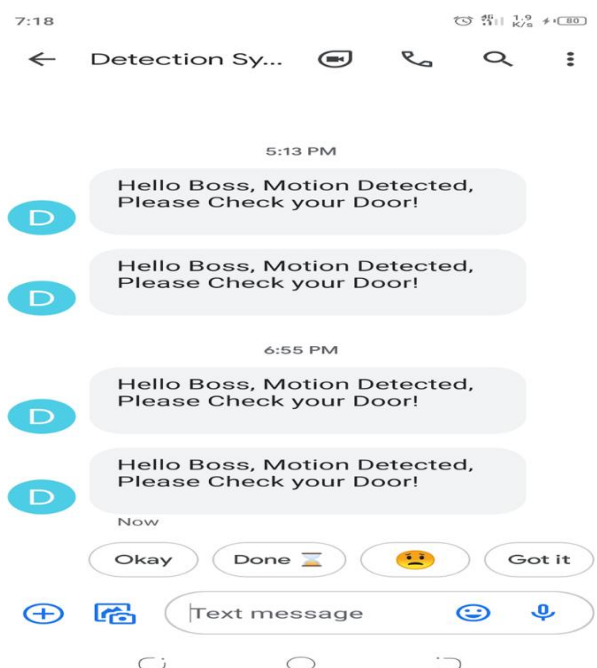 7:18
1.9 K/s
80
Detection Sy...
5:13 PM
Hello Boss, Motion Detected,
Please Check your Door!
D
Hello Boss, Motion Detected,
Please Check your Door!
D
6:55 PM
Hello Boss, Motion Detected,
Please Check your Door!
D
Hello Boss, Motion Detected,
Please Check your Door!
D
Now
Okay
Done ⌛
😟
Got it
Text message